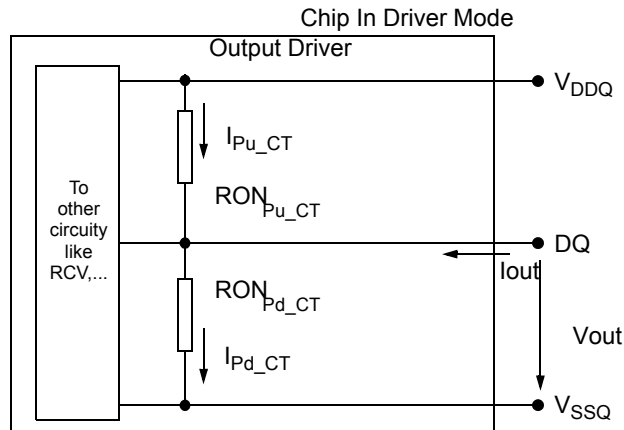 Chip In Driver Mode
Output Driver
VDDQ
IPu_CT
To
other
circuity
like
RCV,...
RONPu_CT
DQ
Iout
RONPd_CT
Vout
IPd_CT
VSSQ